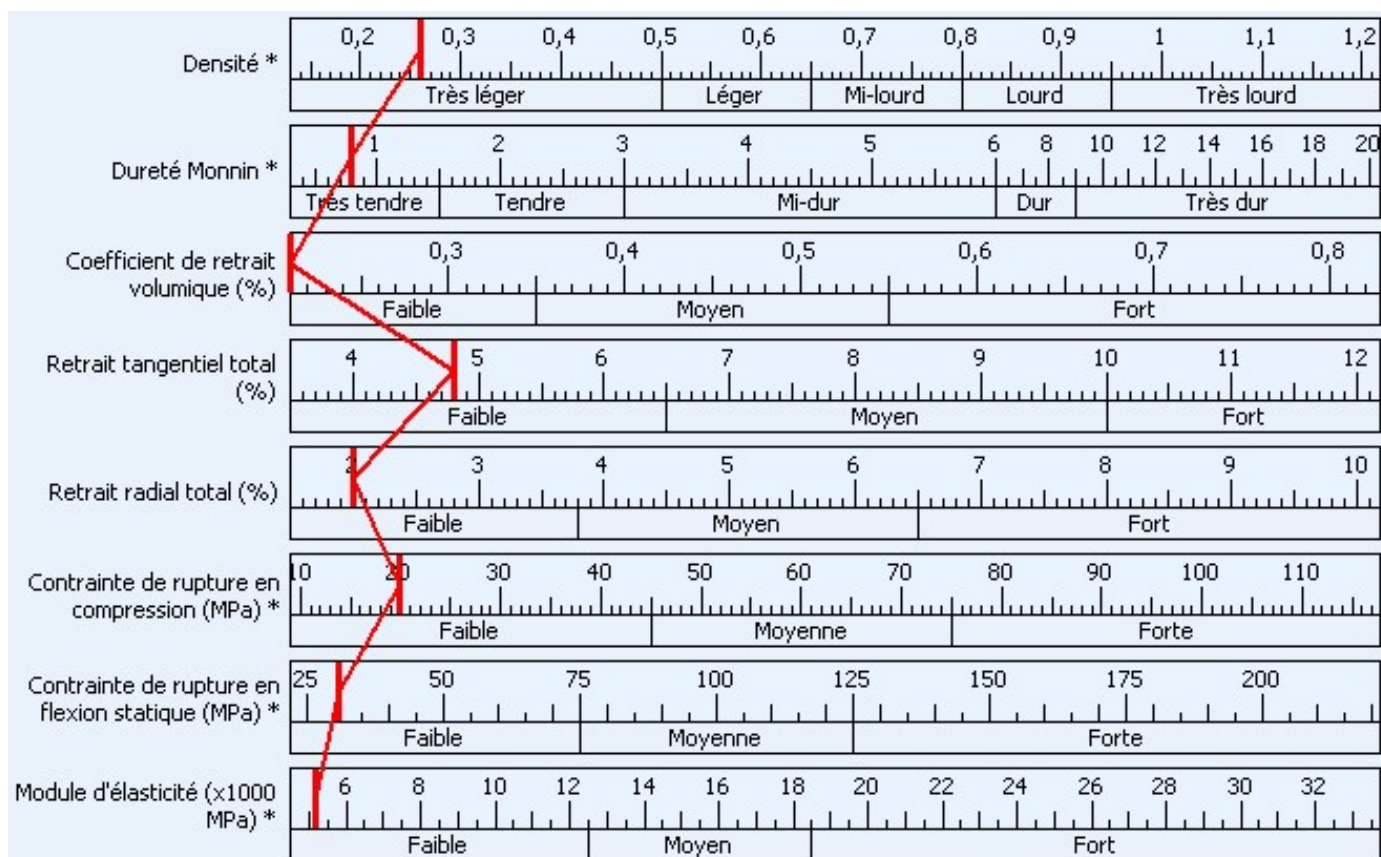 0,2 0,3 0,4 0,5 0,6 0,7 0,8 0,9 1 1,1 1,2
Densité *
Très léger Léger Mi-lourd Lourd Très lourd
1 2 3 4 5 6 8 10 12 14 16 18 20
Dureté Monnin *
Très tendre Tendre Mi-dur Dur Très dur
0,3 0,4 0,5 0,6 0,7 0,8
Coefficient de retrait
volumique (%)
Faible Moyen Fort
4 5 6 7 8 9 10 11 12
Retrait tangentiel total
(%)
Faible Moyen Fort
2 3 4 5 6 7 8 9 10
Retrait radial total (%)
Faible Moyen Fort
10 20 30 40 50 60 70 80 90 100 110
Contrainte de rupture en
compression (MPa) *
Faible Moyenne Forte
25 50 75 100 125 150 175 200
Contrainte de rupture en
flexion statique (MPa) *
Faible Moyenne Forte
6 8 10 12 14 16 18 20 22 24 26 28 30 32
Module d'élasticité (x1000
MPa) *
Faible Moyen Fort